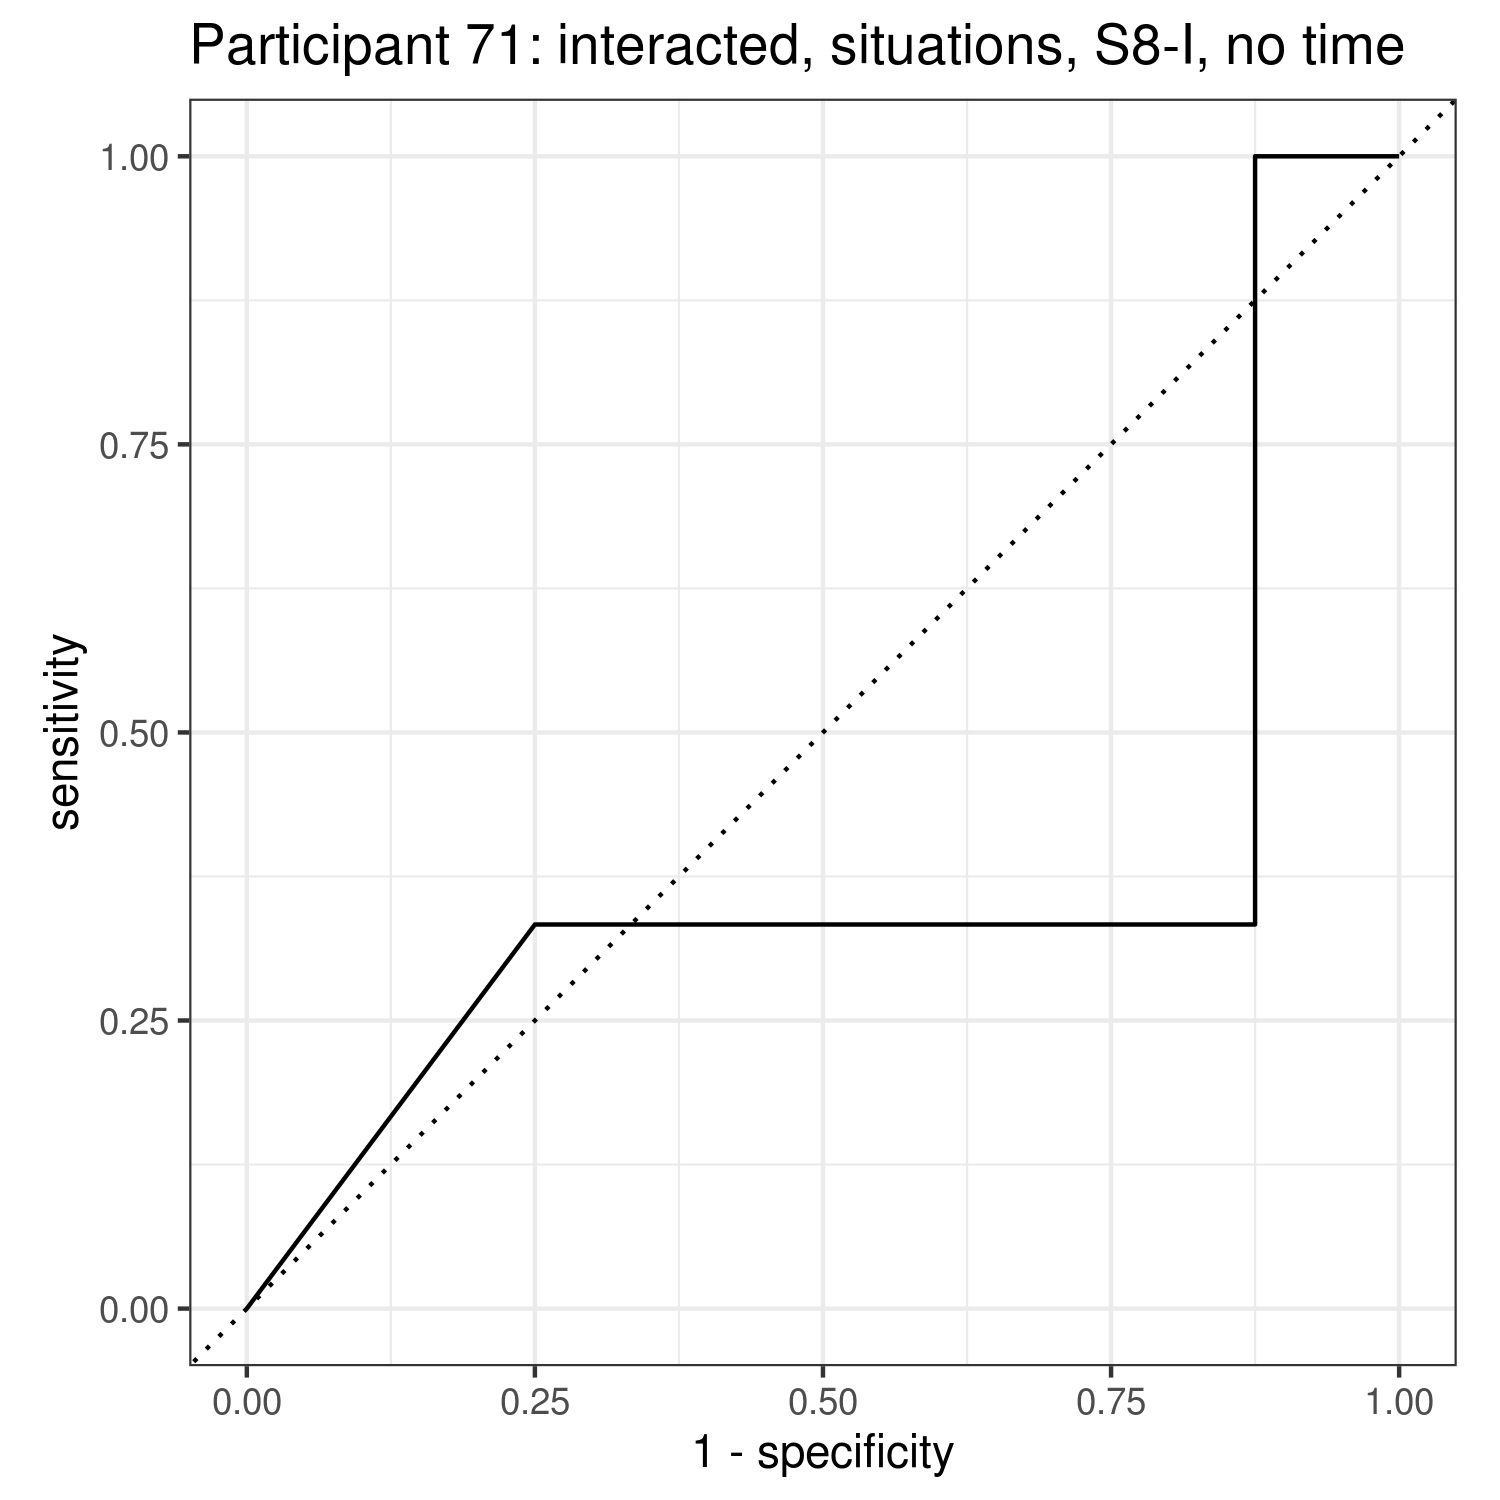 Participant 71: interacted, situations, S8-I, no time
1.00
0.75
0.50
0.25
0.00
sensitivity
0.00 0.25 0.50 0.75 1.00
1 - specificity